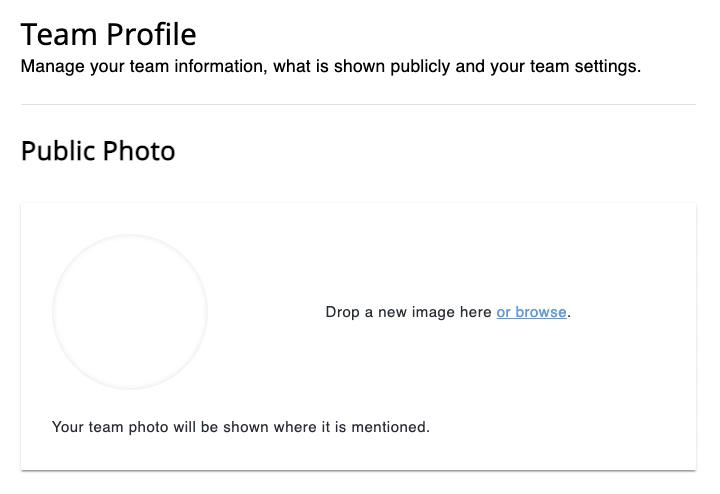 Team Profile
Manage your team information, what is shown publicly and your team settings.
Public Photo
Drop a new image here or browse.
Your team photo will be shown where it is mentioned.